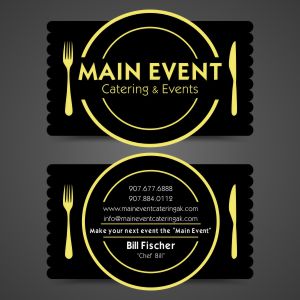 MAIN EVENT
Catering & Events
907.677.6888
907.884.0112
www.maineventcateringak.com
info@maineventcateringak.com
Make your next event the "Main Event"
Bill Fischer
"Chef Bill"